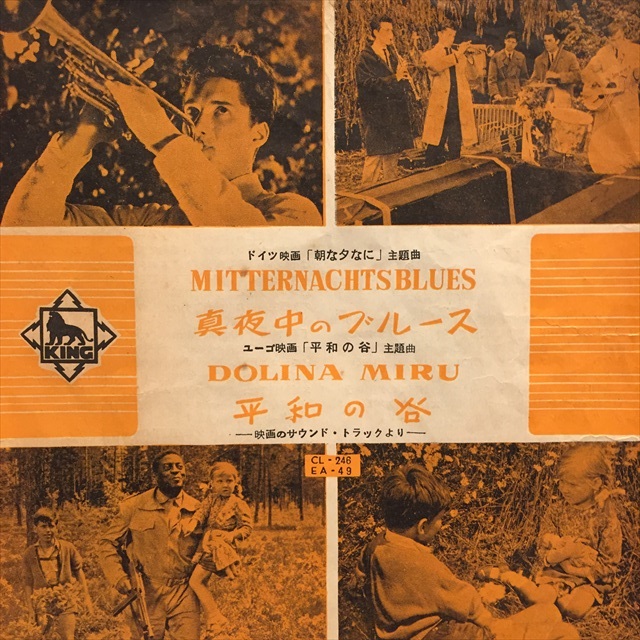 ドイツ映画「朝な夕なに」主題曲
MITTERNACHTSBLUES
真夜中のブルース
ユーゴ映画「平和の谷」主題曲
DOLINA MIRU
平和の谷
―映画のサウンド・トラックより―
KING
CL-246
EA-49